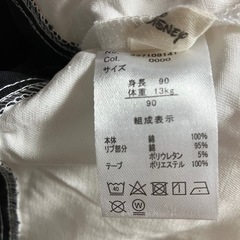 DISNEY
No.
Col. 0000
サイズ
身長 90
体重 13kg
90
組成表示
本体 綿 100%
リブ部分 綿 95%
ポリウレタン 5%
テープ ポリエステル 100%